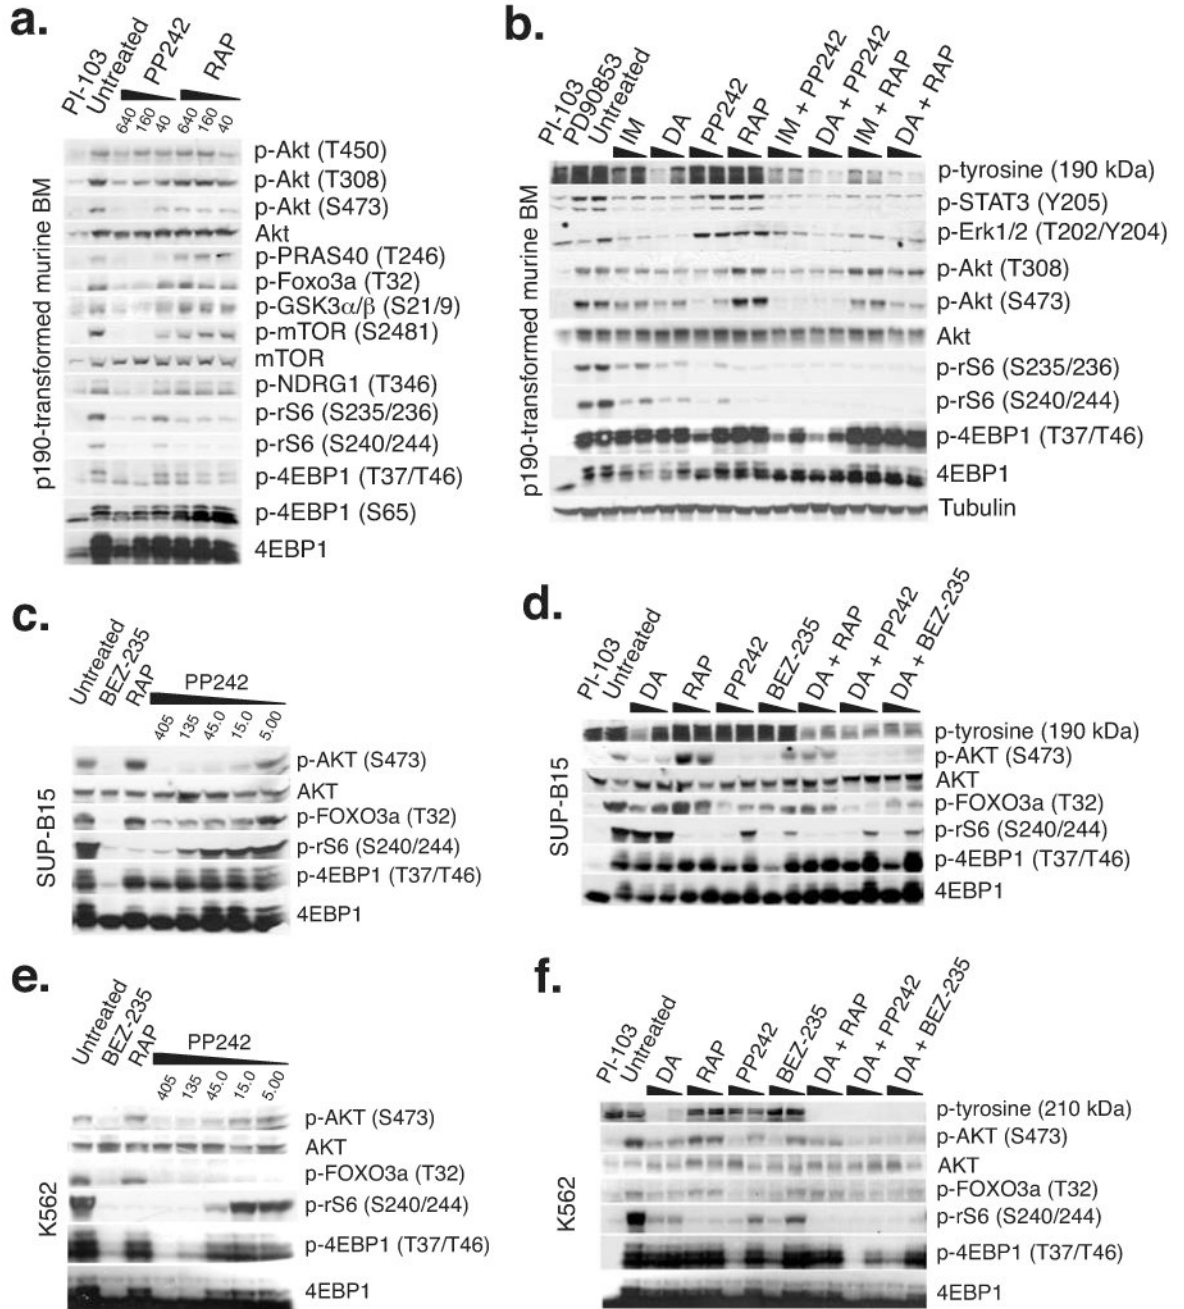 a.
PI-103
Untreated
PP242
RAP
640
160
40
640
160
40
p190-transformed murine BM
p-Akt (T450)
p-Akt (T308)
p-Akt (S473)
Akt
p-PRAS40 (T246)
p-Foxo3a (T32)
p-GSK3α/β (S21/9)
p-mTOR (S2481)
mTOR
p-NDRG1 (T346)
p-rS6 (S235/236)
p-rS6 (S240/244)
p-4EBP1 (T37/T46)
p-4EBP1 (S65)
4EBP1
b.
PI-103
PD90853
Untreated
IM
DA
PP242
RAP
IM + PP242
DA + PP242
IM + RAP
DA + RAP
p190-transformed murine BM
p-tyrosine (190 kDa)
p-STAT3 (Y205)
p-Erk1/2 (T202/Y204)
p-Akt (T308)
p-Akt (S473)
Akt
p-rS6 (S235/236)
p-rS6 (S240/244)
p-4EBP1 (T37/T46)
4EBP1
Tubulin
c.
Untreated
BEZ-235
RAP
PP242
405
135
45.0
15.0
5.00
SUP-B15
p-AKT (S473)
AKT
p-FOXO3a (T32)
p-rS6 (S240/244)
p-4EBP1 (T37/T46)
4EBP1
d.
PI-103
Untreated
DA
RAP
PP242
BEZ-235
DA + RAP
DA + PP242
DA + BEZ-235
SUP-B15
p-tyrosine (190 kDa)
p-AKT (S473)
AKT
p-FOXO3a (T32)
p-rS6 (S240/244)
p-4EBP1 (T37/T46)
4EBP1
e.
Untreated
BEZ-235
RAP
PP242
405
135
45.0
15.0
5.00
K562
p-AKT (S473)
AKT
p-FOXO3a (T32)
p-rS6 (S240/244)
p-4EBP1 (T37/T46)
4EBP1
f.
PI-103
Untreated
DA
RAP
PP242
BEZ-235
DA + RAP
DA + PP242
DA + BEZ-235
K562
p-tyrosine (210 kDa)
p-AKT (S473)
AKT
p-FOXO3a (T32)
p-rS6 (S240/244)
p-4EBP1 (T37/T46)
4EBP1